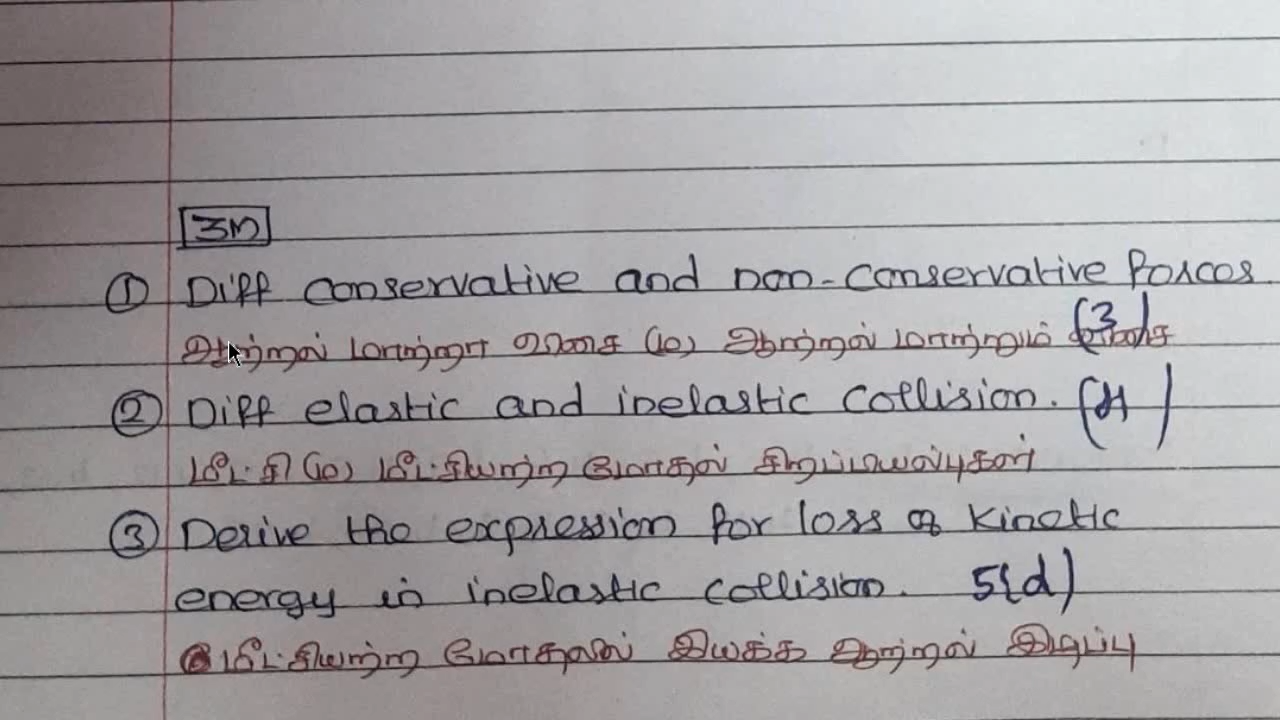 3m
① Diff conservative and non-conservative forces
ஆற்றல் மாற்றா விசை (ம) ஆற்றல் மாற்றும் விசை (3)
② Diff elastic and inelastic collision. (4)
மீட்சி (ம) மீட்சியற்ற மோதல் சிறப்பியல்புகள்
③ Derive the expression for loss of kinetic
energy in inelastic collision. 5(d)
மீட்சியற்ற மோதலில் இயக்க ஆற்றல் இழப்பு